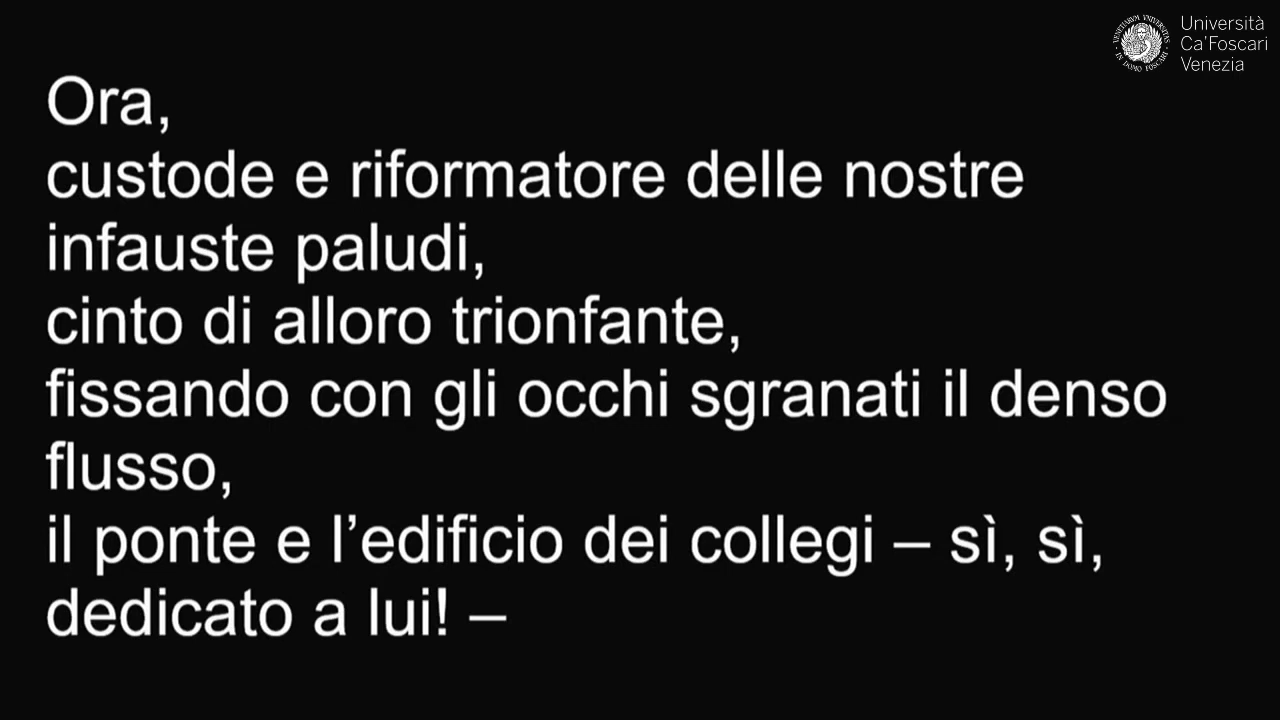 Università
Ca'Foscari
Venezia
Ora,
custode e riformatore delle nostre
infauste paludi,
cinto di alloro trionfante,
fissando con gli occhi sgranati il denso
flusso,
il ponte e l’edificio dei collegi – sì, sì,
dedicato a lui! –